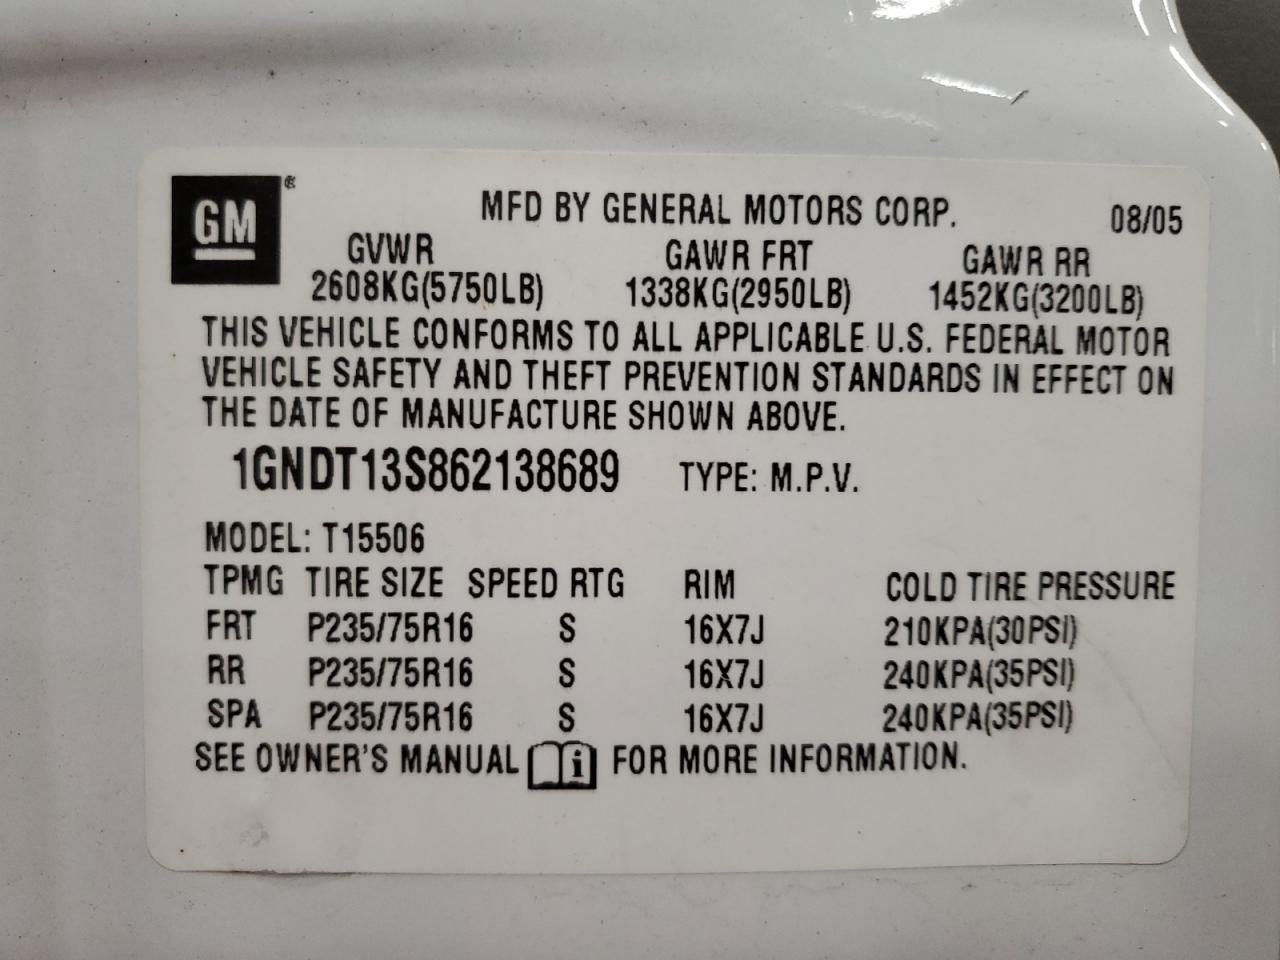 GM
MFD BY GENERAL MOTORS CORP. 08/05
GVWR GAWR FRT GAWR RR
2608KG(5750LB) 1338KG(2950LB) 1452KG(3200LB)
THIS VEHICLE CONFORMS TO ALL APPLICABLE U.S. FEDERAL MOTOR
VEHICLE SAFETY AND THEFT PREVENTION STANDARDS IN EFFECT ON
THE DATE OF MANUFACTURE SHOWN ABOVE.
1GNDT13S862138689 TYPE: M.P.V.
MODEL: T15506
TPMG TIRE SIZE SPEED RTG RIM COLD TIRE PRESSURE
FRT P235/75R16 S 16X7J 210KPA(30PSI)
RR P235/75R16 S 16X7J 240KPA(35PSI)
SPA P235/75R16 S 16X7J 240KPA(35PSI)
SEE OWNER'S MANUAL i FOR MORE INFORMATION.